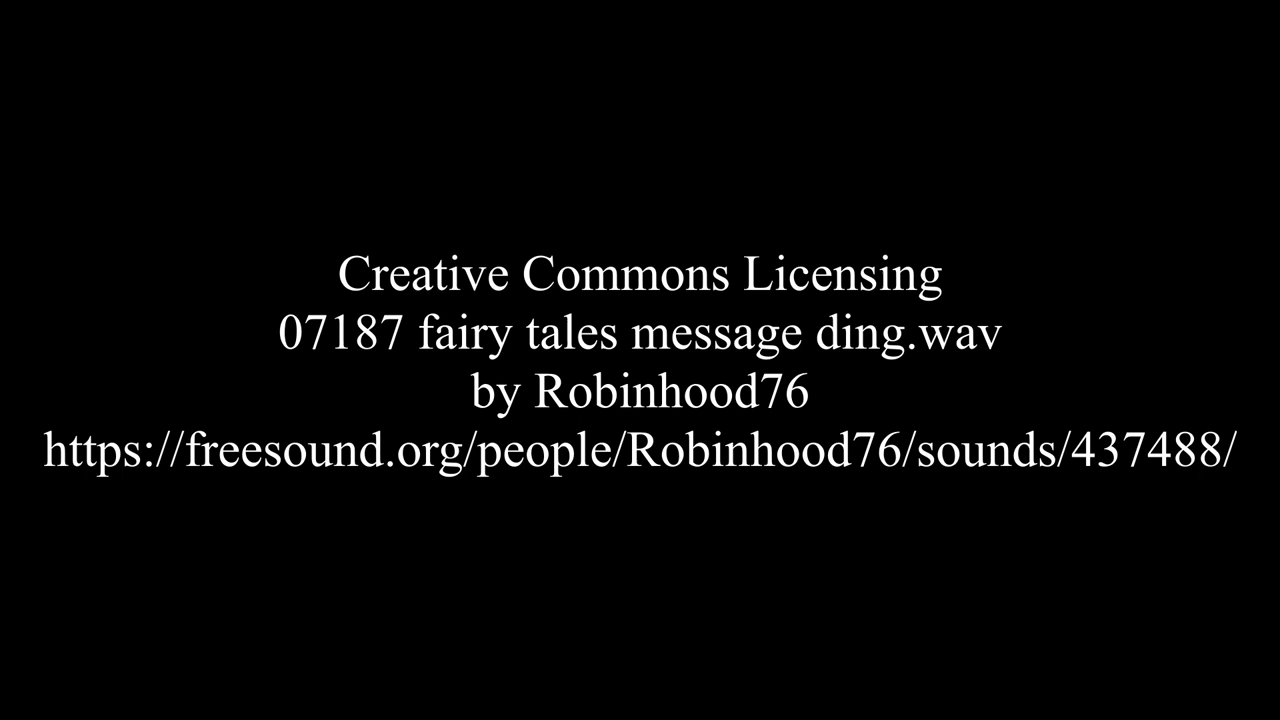 Creative Commons Licensing
07187 fairy tales message ding.wav
by Robinhood76
https://freesound.org/people/Robinhood76/sounds/437488/